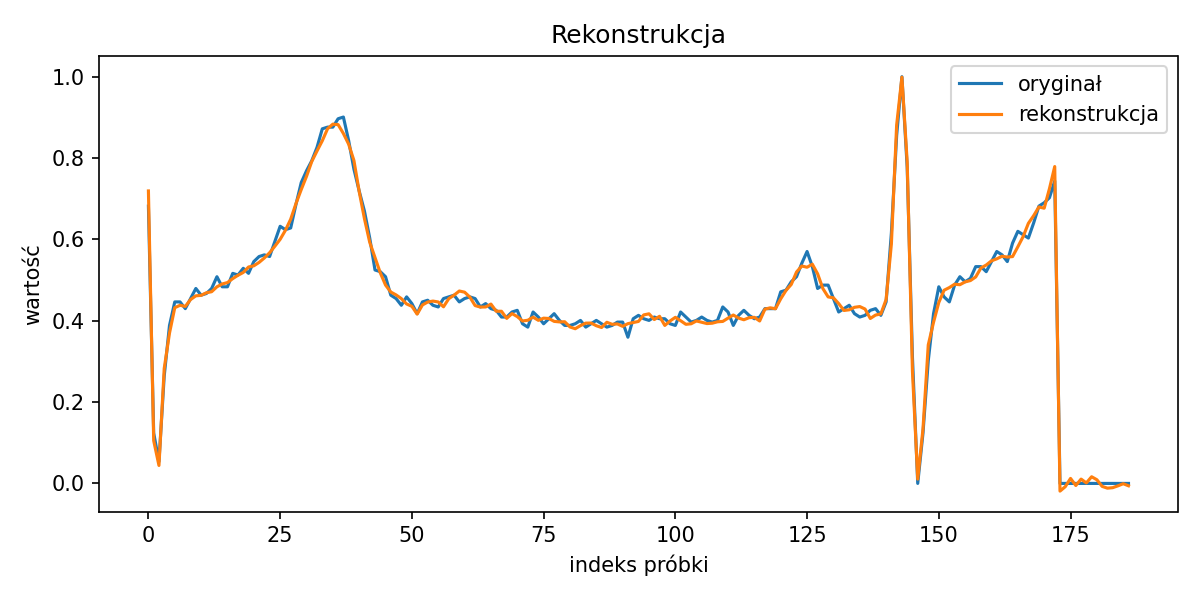 Rekonstrukcja
oryginał
rekonstrukcja
wartość
1.0
0.8
0.6
0.4
0.2
0.0
0 25 50 75 100 125 150 175
indeks próbki